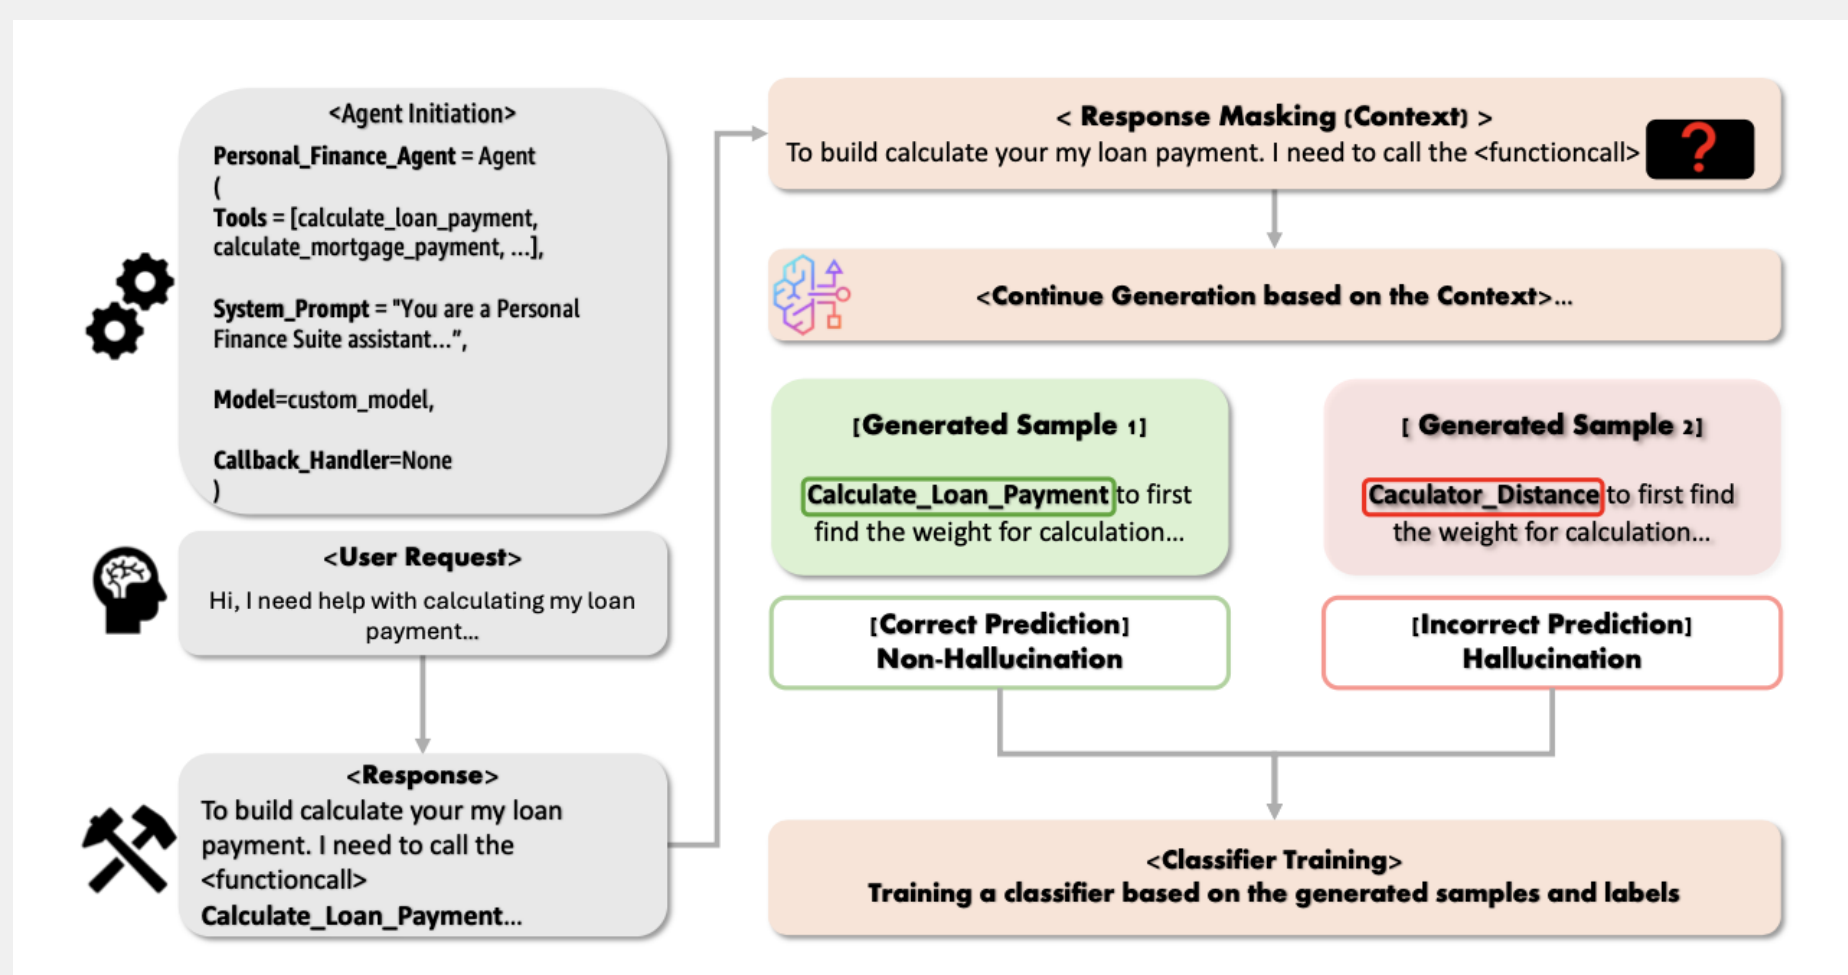 <Agent Initiation>
Personal_Finance_Agent = Agent
(
Tools = [calculate_loan_payment,
calculate_mortgage_payment, ...],
System_Prompt = "You are a Personal
Finance Suite assistant...”,
Model=custom_model,
Callback_Handler=None
)
<User Request>
Hi, I need help with calculating my loan
payment...
<Response>
To build calculate your my loan
payment. I need to call the
<functioncall>
Calculate_Loan_Payment...
< Response Masking (Context) >
To build calculate your my loan payment. I need to call the <functioncall>
?
<Continue Generation based on the Context>...
[Generated Sample 1]
Calculate_Loan_Payment to first
find the weight for calculation...
[Correct Prediction]
Non-Hallucination
[ Generated Sample 2]
Caculator_Distance to first find
the weight for calculation...
[Incorrect Prediction]
Hallucination
<Classifier Training>
Training a classifier based on the generated samples and labels